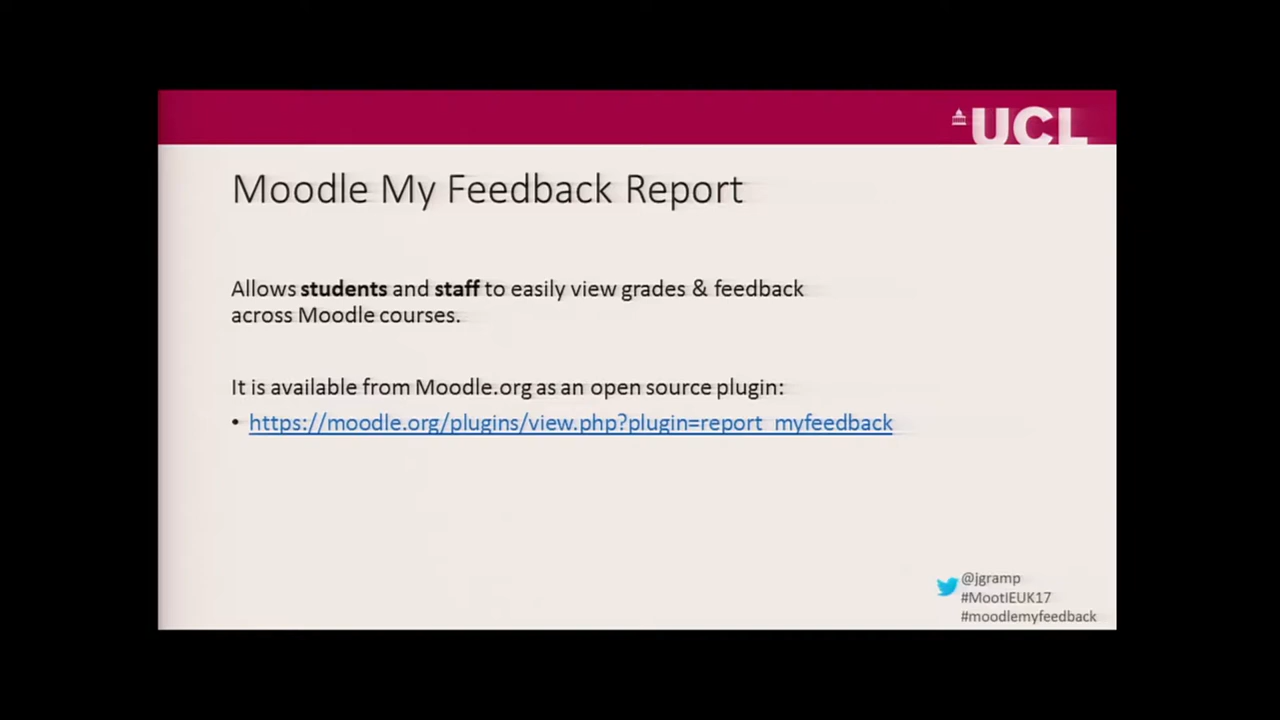 UCL
Moodle My Feedback Report
Allows students and staff to easily view grades & feedback
across Moodle courses.
It is available from Moodle.org as an open source plugin:
• https://moodle.org/plugins/view.php?plugin=report_myfeedback
@jgramp
#MootIEUK17
#moodlemyfeedback